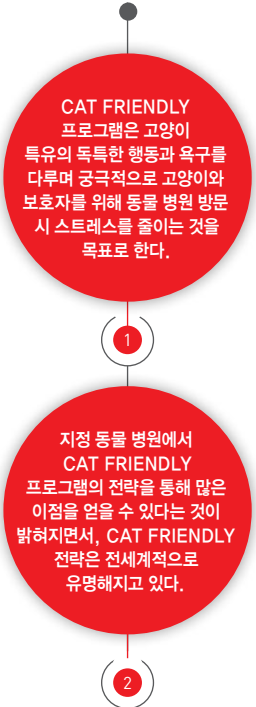 CAT FRIENDLY
프로그램은 고양이
특유의 독특한 행동과 욕구를
다루며 궁극적으로 고양이와
보호자를 위해 동물 병원 방문
시 스트레스를 줄이는 것을
목표로 한다.
1
지정 동물 병원에서
CAT FRIENDLY
프로그램의 전략을 통해 많은
이점을 얻을 수 있다는 것이
밝혀지면서, CAT FRIENDLY
전략은 전세계적으로
유명해지고 있다.
2